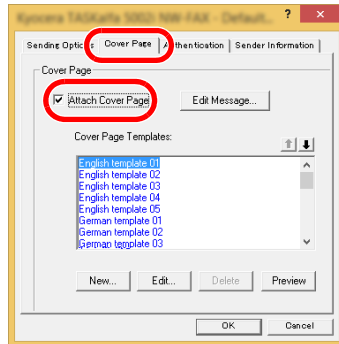 Kyocera TASKalfa 5002i NW-FAX - Default... ?
Sending Options Cover Page Authentication Sender Information
Cover Page
Attach Cover Page
Edit Message...
Cover Page Templates:
English template 01
English template 02
English template 03
English template 04
English template 05
German template 01
German template 02
German template 03
New... Edit... Delete Preview
OK Cancel